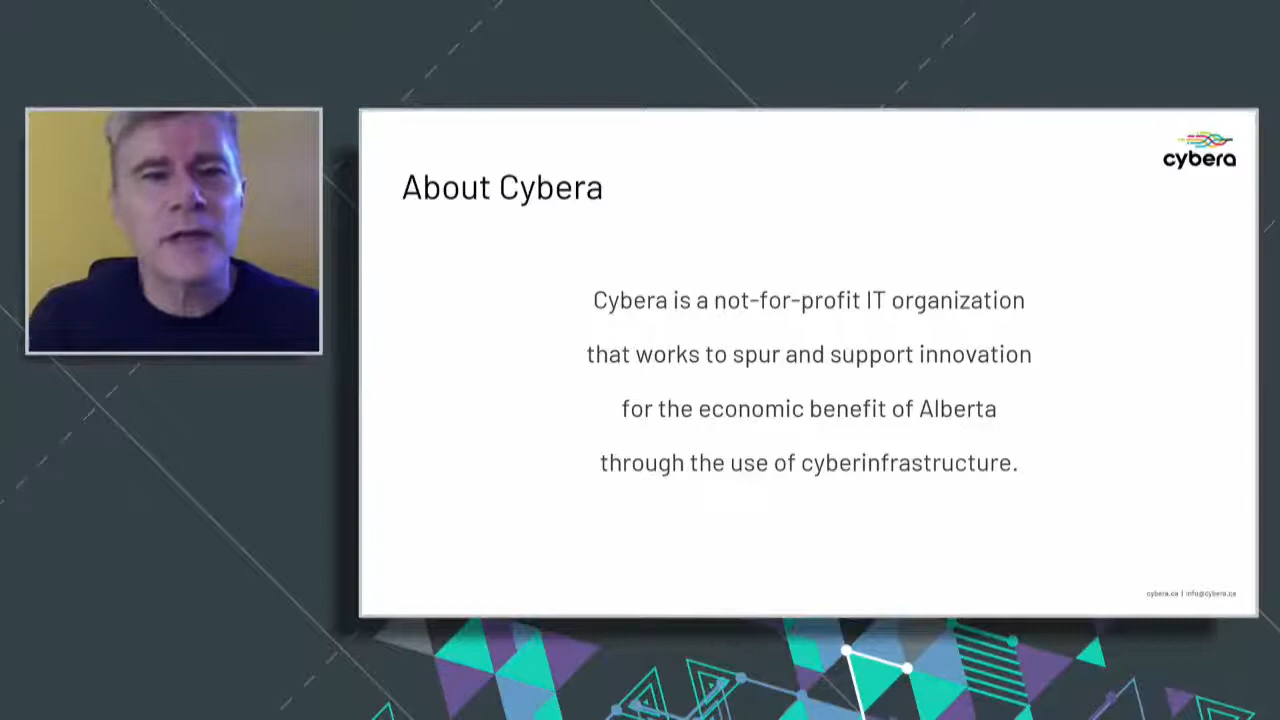 cybera
About Cybera
Cybera is a not-for-profit IT organization
that works to spur and support innovation
for the economic benefit of Alberta
through the use of cyberinfrastructure.
cybera.ca | info@cybera.ca